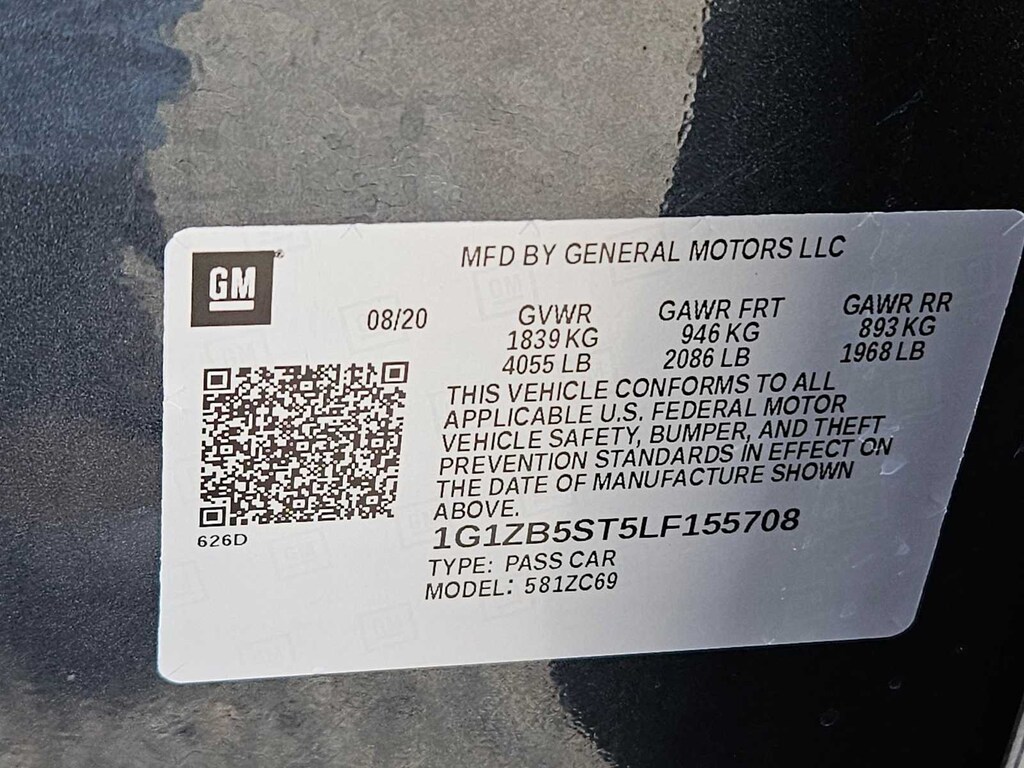 GM
MFD BY GENERAL MOTORS LLC
08/20
GVWR
1839 KG
4055 LB
GAWR FRT
946 KG
2086 LB
GAWR RR
893 KG
1968 LB
THIS VEHICLE CONFORMS TO ALL
APPLICABLE U.S. FEDERAL MOTOR
VEHICLE SAFETY, BUMPER, AND THEFT
PREVENTION STANDARDS IN EFFECT ON
THE DATE OF MANUFACTURE SHOWN
ABOVE.
1G1ZB5ST5LF155708
TYPE: PASS CAR
MODEL: 581ZC69
626D